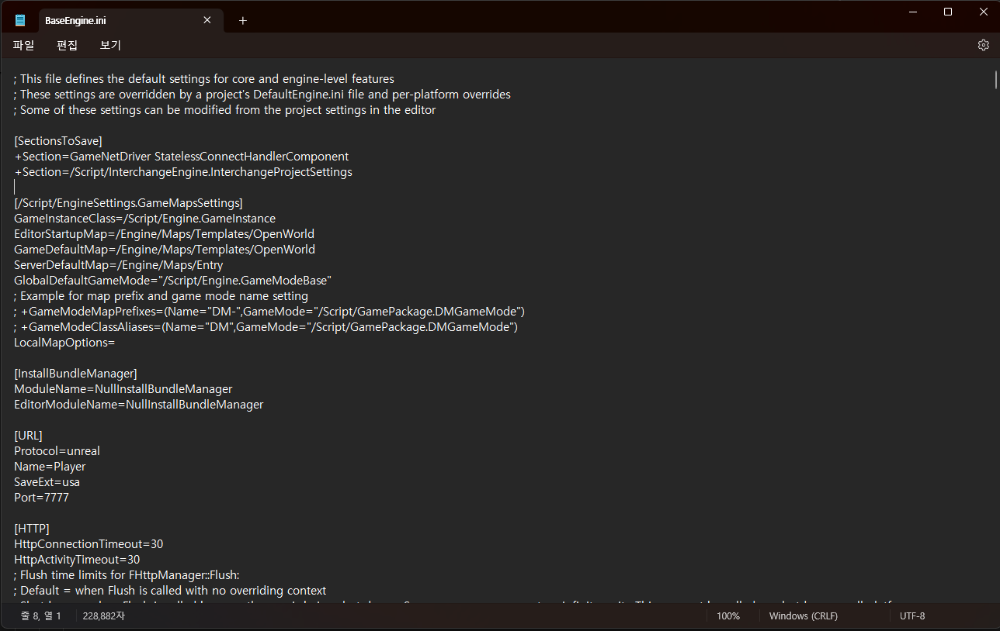 BaseEngine.ini
파일 편집 보기
; This file defines the default settings for core and engine-level features
; These settings are overridden by a project's DefaultEngine.ini file and per-platform overrides
; Some of these settings can be modified from the project settings in the editor
[SectionsToSave]
+Section=GameNetDriver StatelessConnectHandlerComponent
+Section=/Script/InterchangeEngine.InterchangeProjectSettings
[/Script/EngineSettings.GameMapsSettings]
GameInstanceClass=/Script/Engine.GameInstance
EditorStartupMap=/Engine/Maps/Templates/OpenWorld
GameDefaultMap=/Engine/Maps/Templates/OpenWorld
ServerDefaultMap=/Engine/Maps/Entry
GlobalDefaultGameMode="/Script/Engine.GameModeBase"
; Example for map prefix and game mode name setting
; +GameModeMapPrefixes=(Name="DM-",GameMode="/Script/GamePackage.DMGameMode")
; +GameModeClassAliases=(Name="DM",GameMode="/Script/GamePackage.DMGameMode")
LocalMapOptions=
[InstallBundleManager]
ModuleName=NullInstallBundleManager
EditorModuleName=NullInstallBundleManager
[URL]
Protocol=unreal
Name=Player
SaveExt=usa
Port=7777
[HTTP]
HttpConnectionTimeout=30
HttpActivityTimeout=30
; Flush time limits for FHttpManager::Flush:
; Default = when Flush is called with no overriding context
줄 8, 열 1 228,882자 100% Windows (CRLF) UTF-8